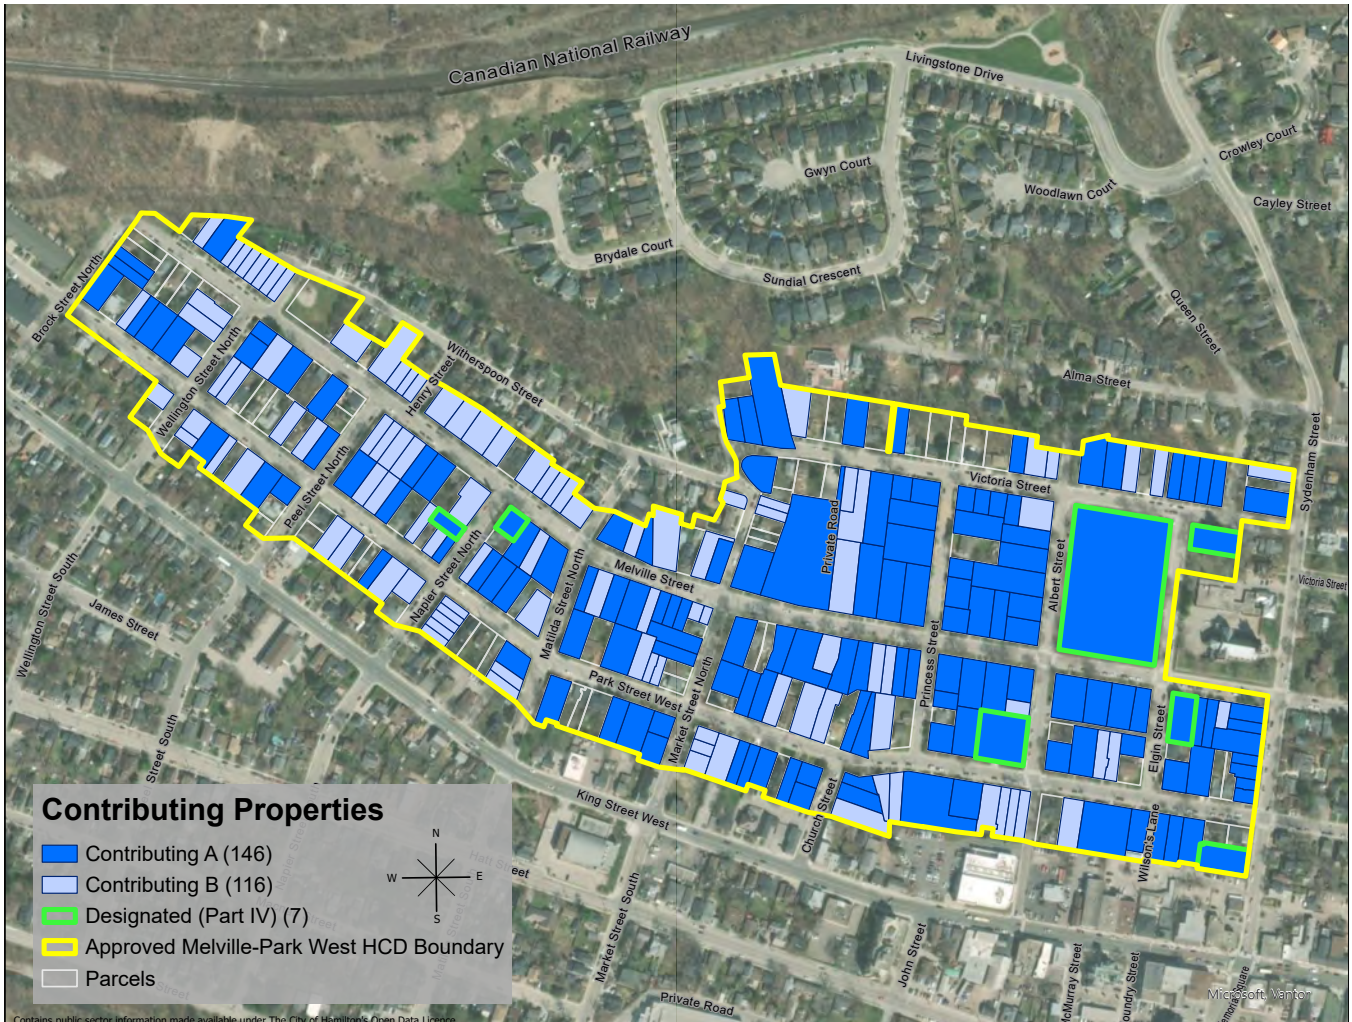 Canadian National Railway
Livingstone Drive
Crowley Court
Gwyn Court
Woodlawn Court
Cayley Street
Brydale Court
Sundial Crescent
Brock Street North
Queen Street
Wellington Street North
Witherspoon Street
Henry Street
Alma Street
Sydenham Street
Peel Street North
Victoria Street
Private Road
Napier Street North
Matilda Street North
Melville Street
Albert Street
Victoria Street
Wellington Street South
James Street
Princess Street
Park Street West
Market Street North
Elgin Street
Street South
King Street West
Church Street
Wilson's Lane
Contributing Properties
Contributing A (146)
Contributing B (116)
Designated (Part IV) (7)
Approved Melville-Park West HCD Boundary
Parcels
N
W
E
S
Hatt Street
Market Street South
John Street
McMurray Street
oundry Street
Square
Private Road
Microsoft, Vantor
Contains public sector information made available under The City of Hamilton's Open Data Licence